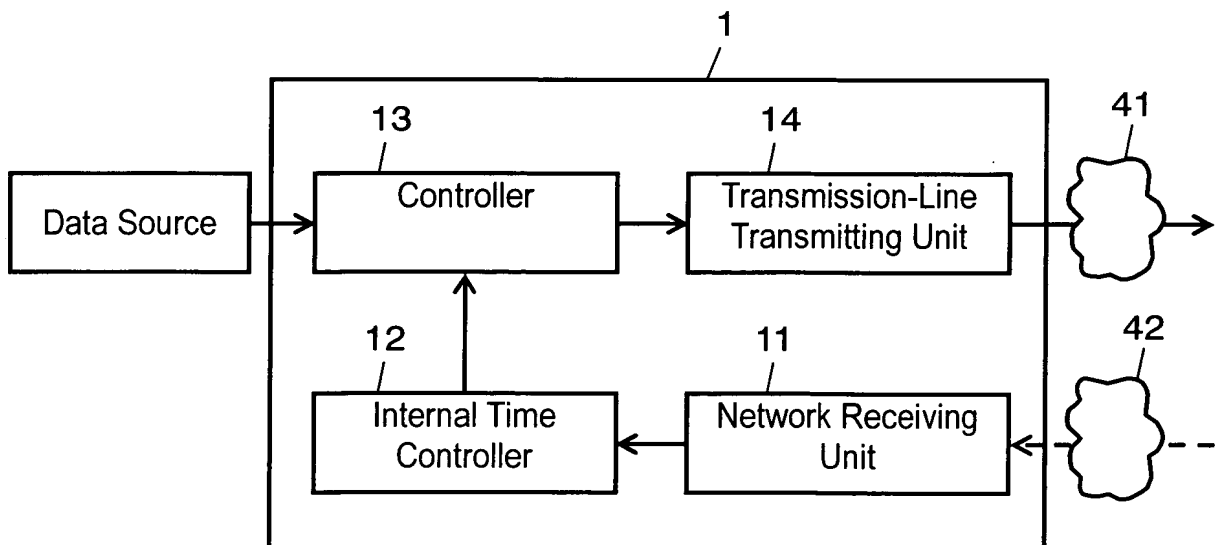 1
13
14
41
Data Source
Controller
Transmission-Line
Transmitting Unit
12
11
42
Internal Time
Controller
Network Receiving
Unit